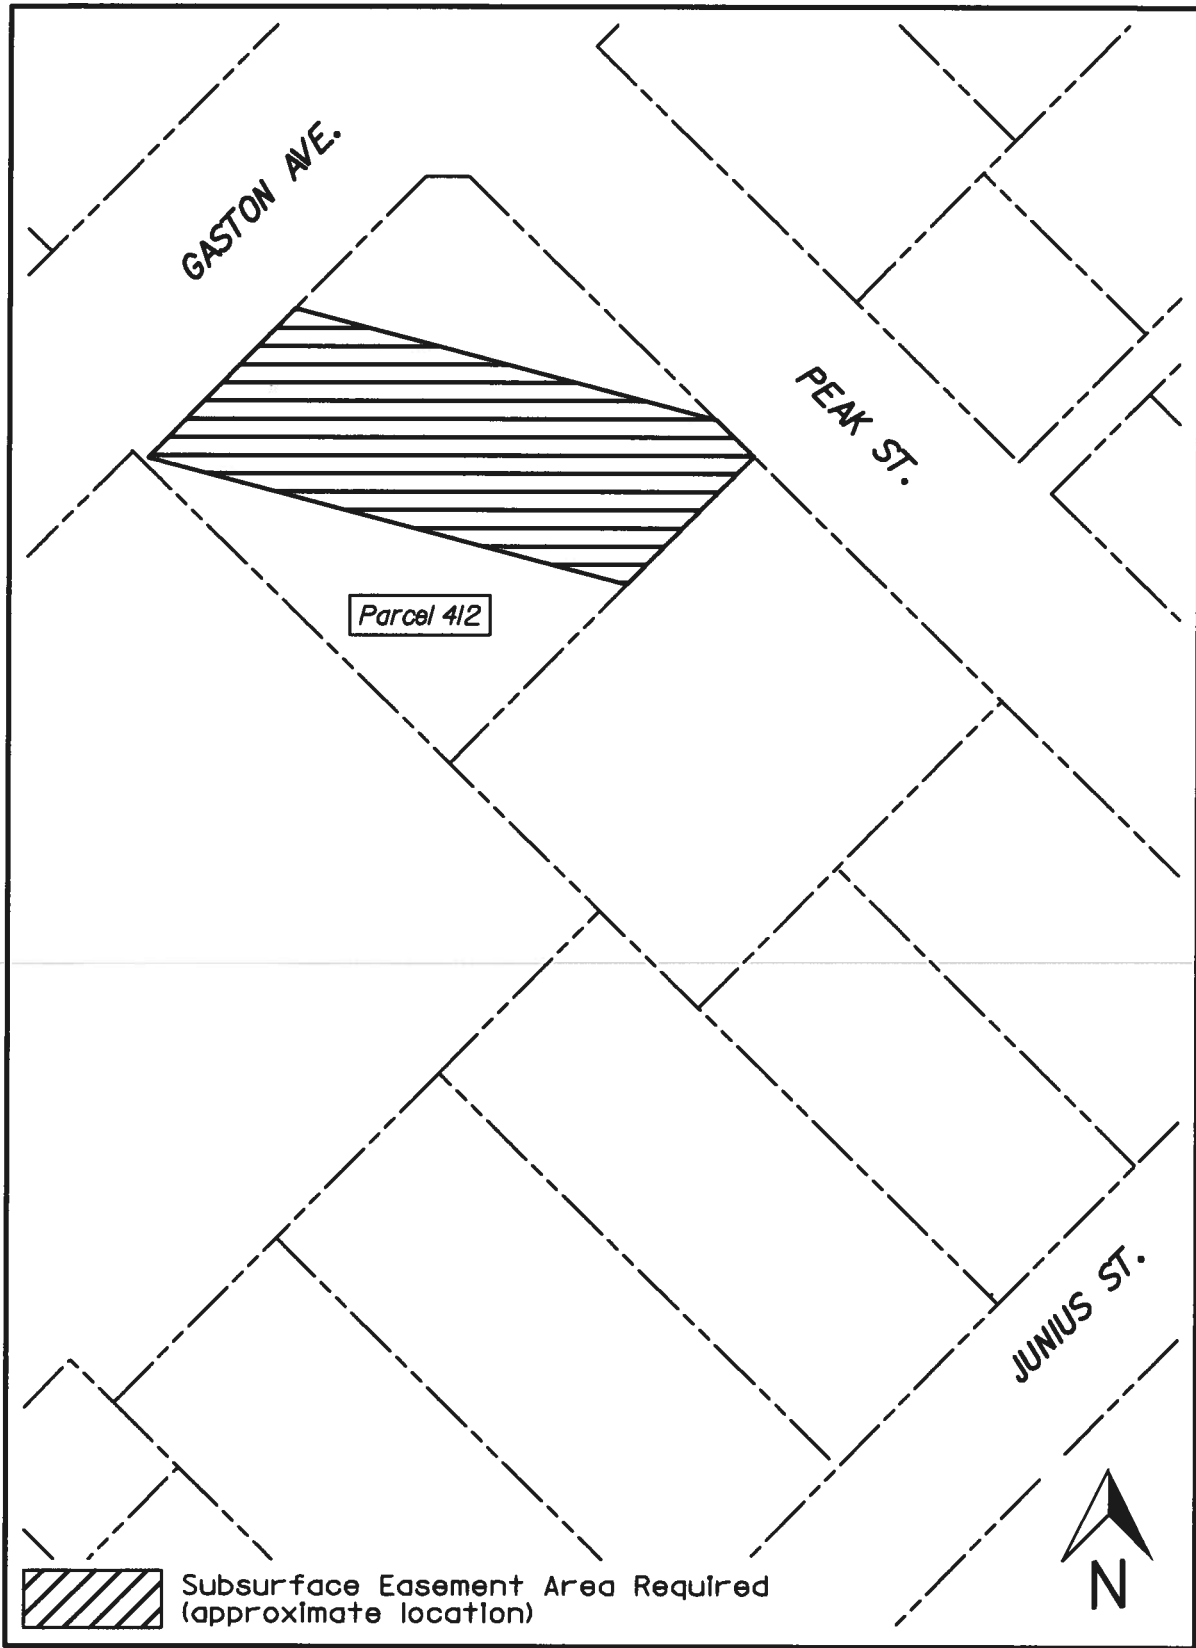 GASTON AVE.
PEAK ST.
Parcel 412
JUNIUS ST.
N
Subsurface Easement Area Required
(approximate location)